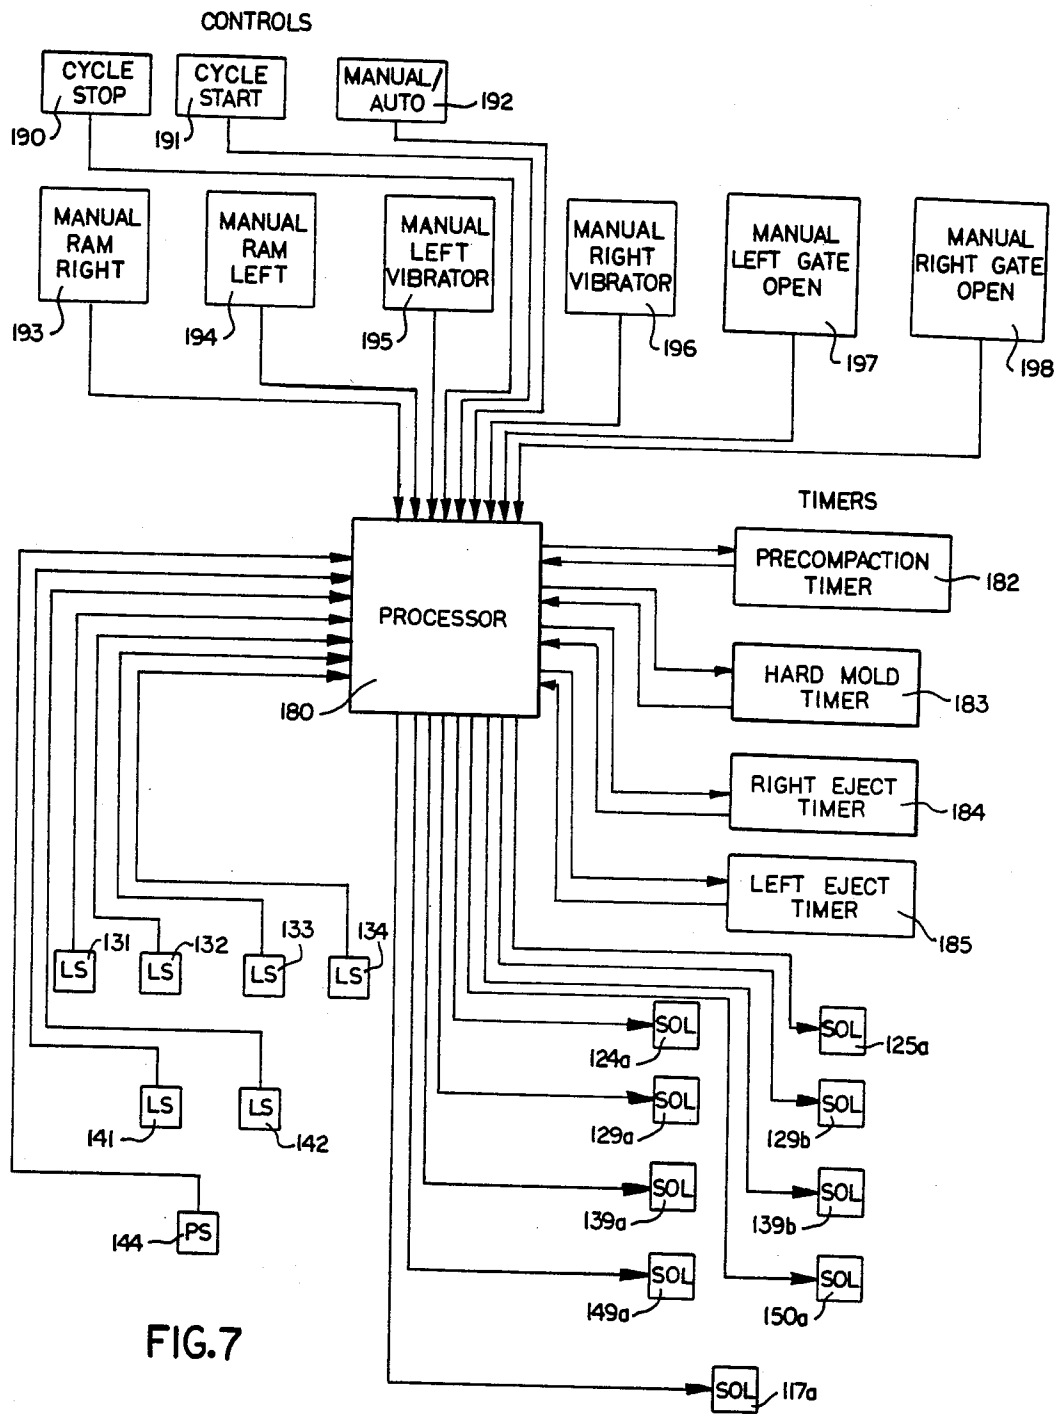 CONTROLS
CYCLE
STOP
CYCLE
START
MANUAL/
AUTO
190
191
192
MANUAL
RAM
RIGHT
MANUAL
RAM
LEFT
MANUAL
LEFT
VIBRATOR
MANUAL
RIGHT
VIBRATOR
MANUAL
LEFT GATE
OPEN
MANUAL
RIGHT GATE
OPEN
193
194
195
196
197
198
TIMERS
PROCESSOR
180
PRECOMPACTION
TIMER
182
HARD MOLD
TIMER
183
RIGHT EJECT
TIMER
184
LEFT EJECT
TIMER
185
131
LS
132
LS
133
LS
134
LS
LS
141
LS
142
PS
144
SOL
124a
SOL
125a
SOL
129a
SOL
129b
SOL
139a
SOL
139b
SOL
149a
SOL
150a
SOL
117a
FIG.7